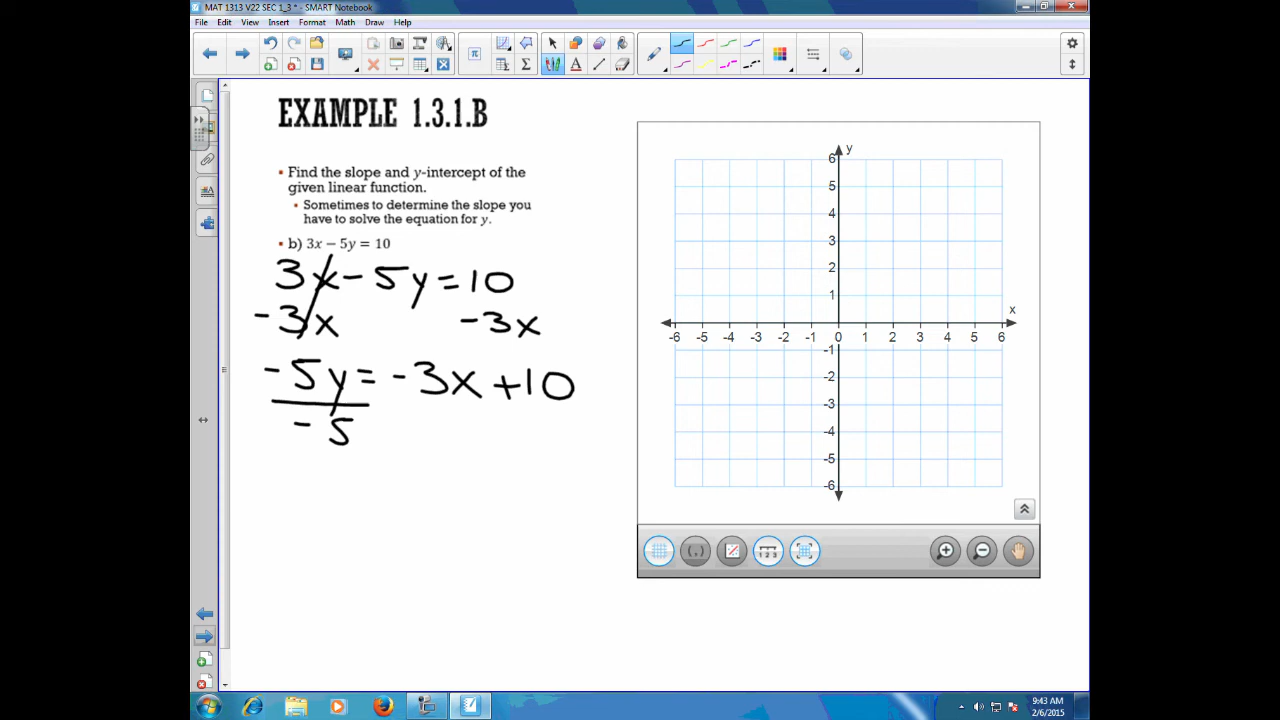 MAT 1313 V22 SEC 1_3 * - SMART Notebook
File Edit View Insert Format Math Draw Help
EXAMPLE 1.3.1.B
▪ Find the slope and y-intercept of the
given linear function.
▪ Sometimes to determine the slope you
have to solve the equation for y.
▪ b) 3x − 5y = 10
3x - 5y = 10
-3x -3x
-5y = -3x + 10
-5
y
6
5
4
3
2
1
x
-6 -5 -4 -3 -2 -1 0 1 2 3 4 5 6
-1
-2
-3
-4
-5
-6
( , )
1 2 3
9:43 AM
2/6/2015